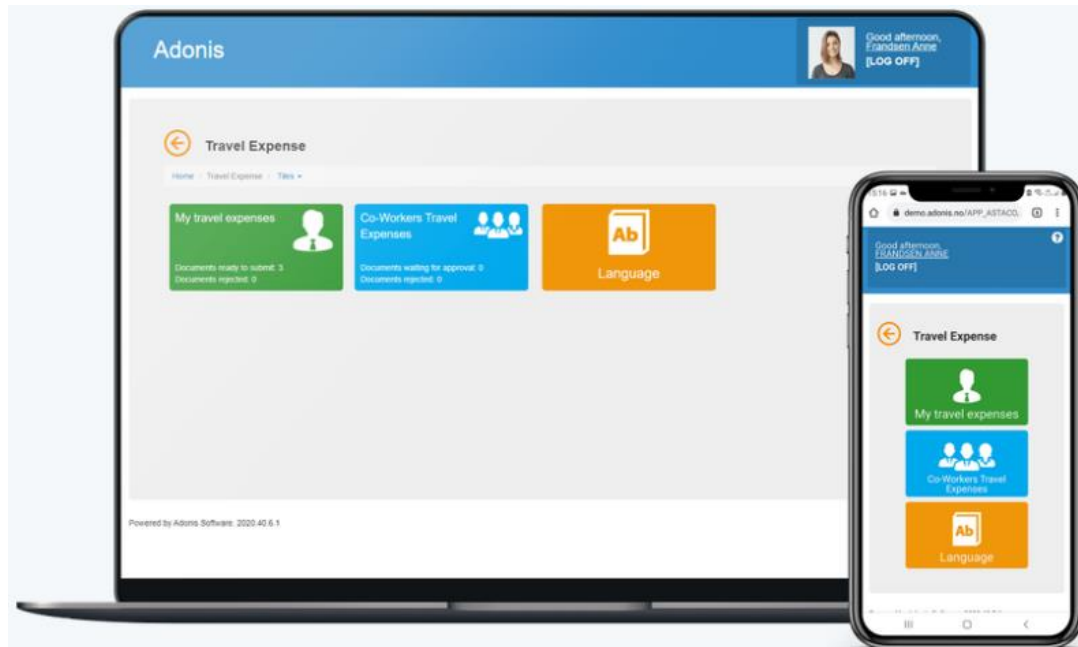 Adonis
Good afternoon,
Frandsen Anne
[LOG OFF]
Travel Expense
Home Travel Expense Tiles
My travel expenses
Documents ready to submit: 3
Documents rejected: 0
Co-Workers Travel
Expenses
Documents waiting for approval: 0
Documents rejected: 0
Ab
Language
Powered by Adonis Software: 2020.40.6.1
15:16
demo.adonis.no/APP_ASTACO,
Good afternoon,
FRANDSEN ANNE
[LOG OFF]
?
Travel Expense
My travel expenses
Co-Workers Travel
Expenses
Ab
Language